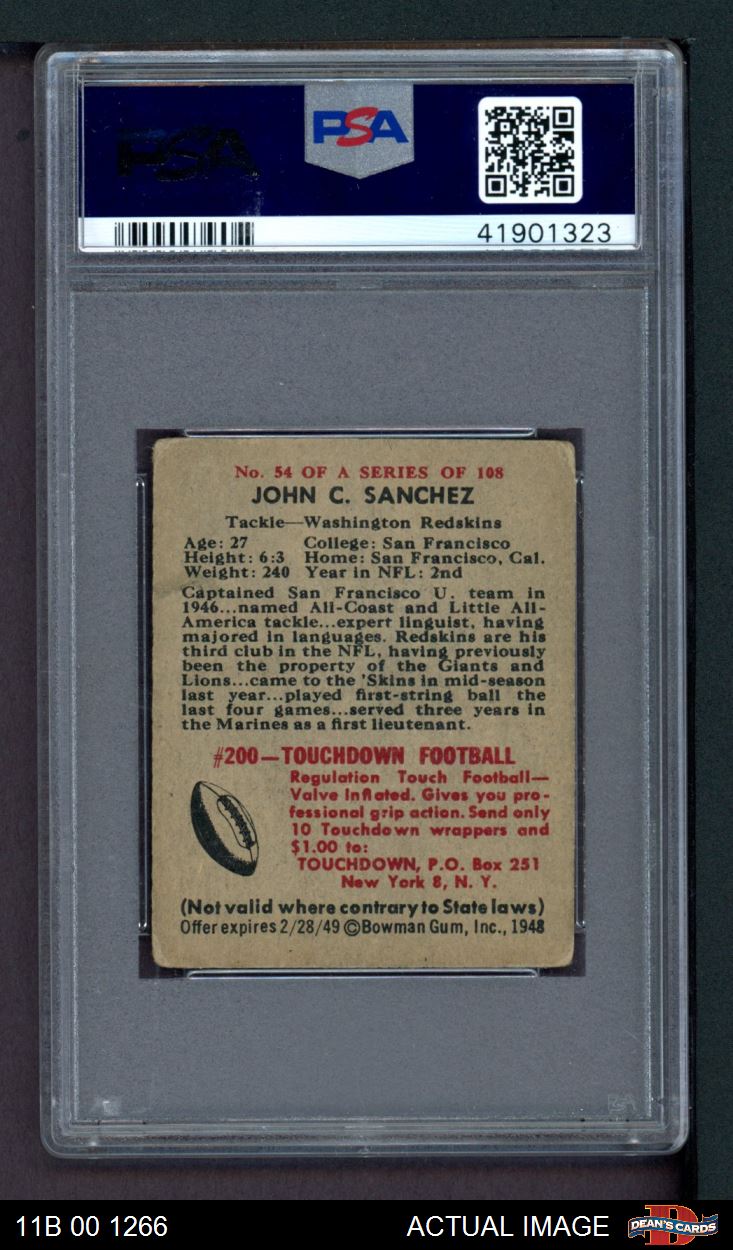 PSA
PSA
41901323
No. 54 OF A SERIES OF 108
JOHN C. SANCHEZ
Tackle—Washington Redskins
Age: 27 College: San Francisco
Height: 6:3 Home: San Francisco, Cal.
Weight: 240 Year in NFL: 2nd
Captained San Francisco U. team in
1946...named All-Coast and Little All-
America tackle...expert linguist, having
majored in languages. Redskins are his
third club in the NFL, having previously
been the property of the Giants and
Lions...came to the 'Skins in mid-season
last year...played first-string ball the
last four games...served three years in
the Marines as a first lieutenant.
#200—TOUCHDOWN FOOTBALL
Regulation Touch Football—
Valve Inflated. Gives you pro-
fessional grip action. Send only
10 Touchdown wrappers and
$1.00 to:
TOUCHDOWN, P.O. Box 251
New York 8, N. Y.
(Not valid where contrary to State laws)
Offer expires 2/28/49 ©Bowman Gum, Inc., 1948
11B 00 1266
ACTUAL IMAGE
DEAN'S CARDS